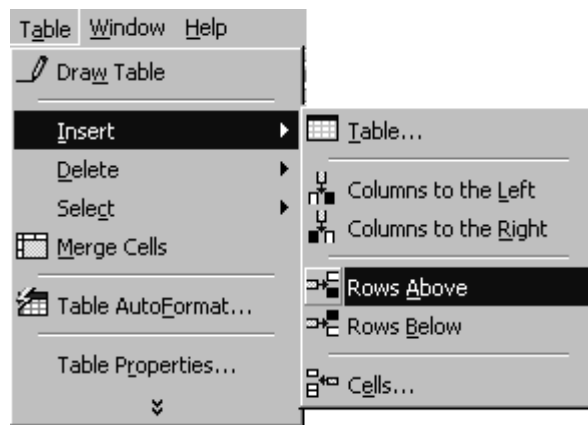 Table Window Help
Draw Table
Insert
Delete
Select
Merge Cells
Table AutoFormat...
Table Properties...
Table...
Columns to the Left
Columns to the Right
Rows Above
Rows Below
Cells...